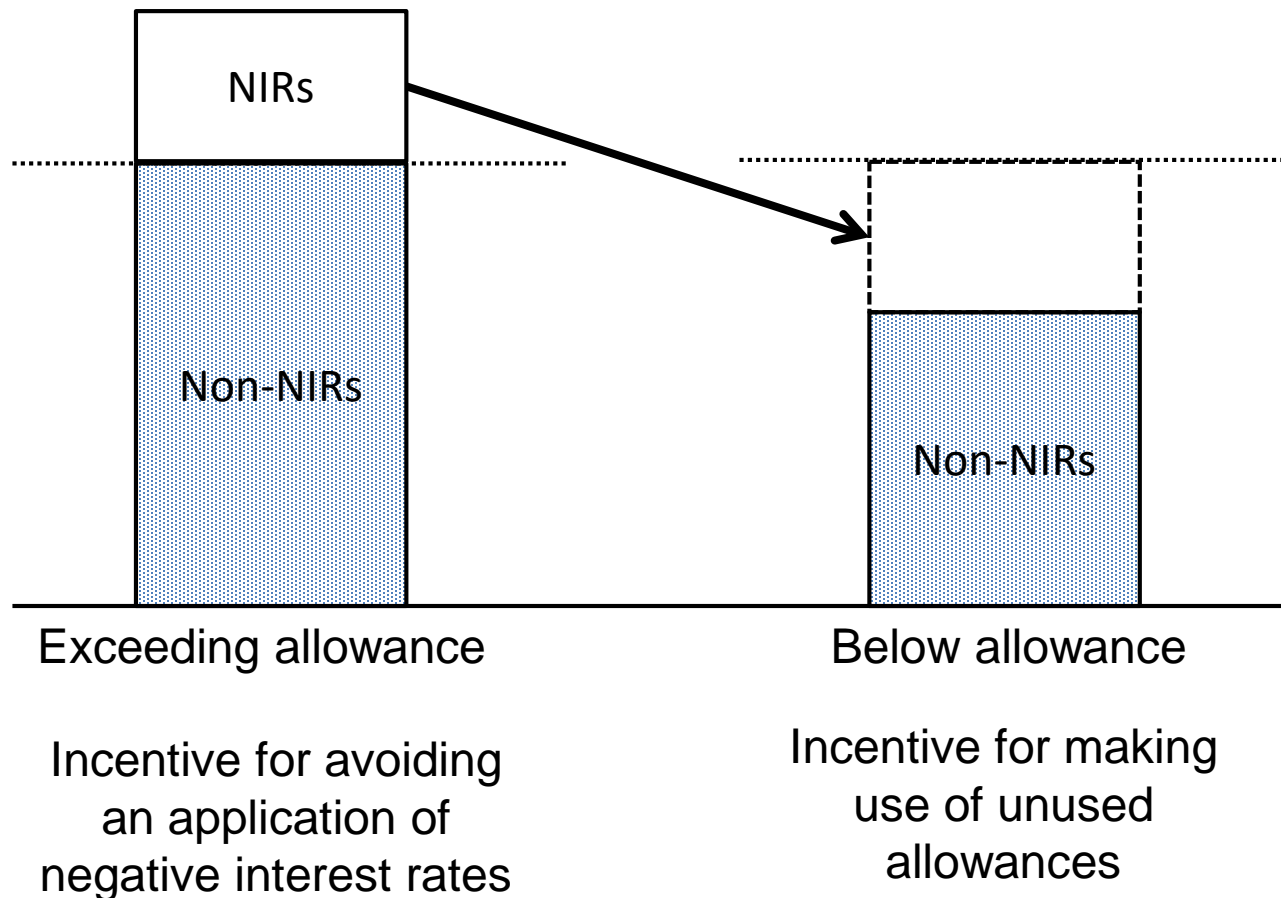 NIRs
Non-NIRs
Non-NIRs
Exceeding allowance
Below allowance
Incentive for avoiding
an application of
negative interest rates
Incentive for making
use of unused
allowances